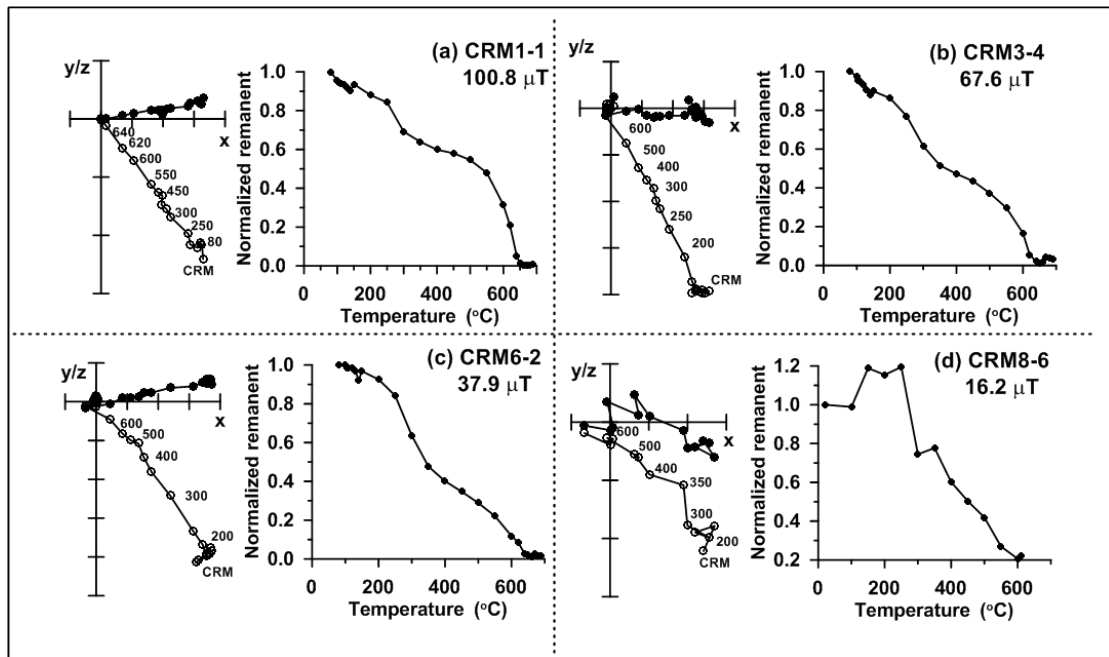 (a) CRM1-1
100.8 µT
y/z
x
640
620
600
550
450
300
250
80
CRM
Normalized remanent
1.0
0.8
0.6
0.4
0.2
0.0
0 200 400 600
Temperature (°C)
(b) CRM3-4
67.6 µT
y/z
x
600
500
400
300
250
200
CRM
Normalized remanent
1.0
0.8
0.6
0.4
0.2
0.0
0 200 400 600
Temperature (°C)
(c) CRM6-2
37.9 µT
y/z
x
600
500
400
300
200
CRM
Normalized remanent
1.0
0.8
0.6
0.4
0.2
0.0
0 200 400 600
Temperature (°C)
(d) CRM8-6
16.2 µT
y/z
x
600
500
400
350
300
200
CRM
Normalized remanent
1.2
1.0
0.8
0.6
0.4
0.2
0 200 400 600
Temperature (°C)